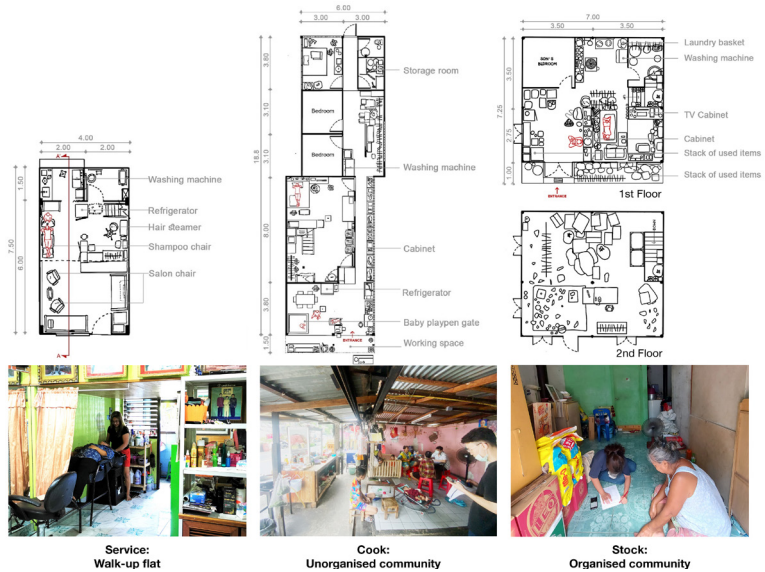 4.00
2.00
2.00
A
1.50
7.50
6.00
A
Washing machine
Refrigerator
Hair steamer
Shampoo chair
Salon chair
6.00
3.00
3.00
3.60
3.10
3.10
18.8
8.00
3.80
1.50
Bedroom
Bedroom
ENTRANCE
Storage room
Washing machine
Cabinet
Refrigerator
Baby playpen gate
Working space
7.00
3.50
3.50
3.50
7.25
2.75
1.00
SON'S
BEDROOM
ENTRANCE
Laundry basket
Washing machine
TV Cabinet
Cabinet
Stack of used items
Stack of used items
1st Floor
2nd Floor
Service:
Walk-up flat
Cook:
Unorganised community
Stock:
Organised community